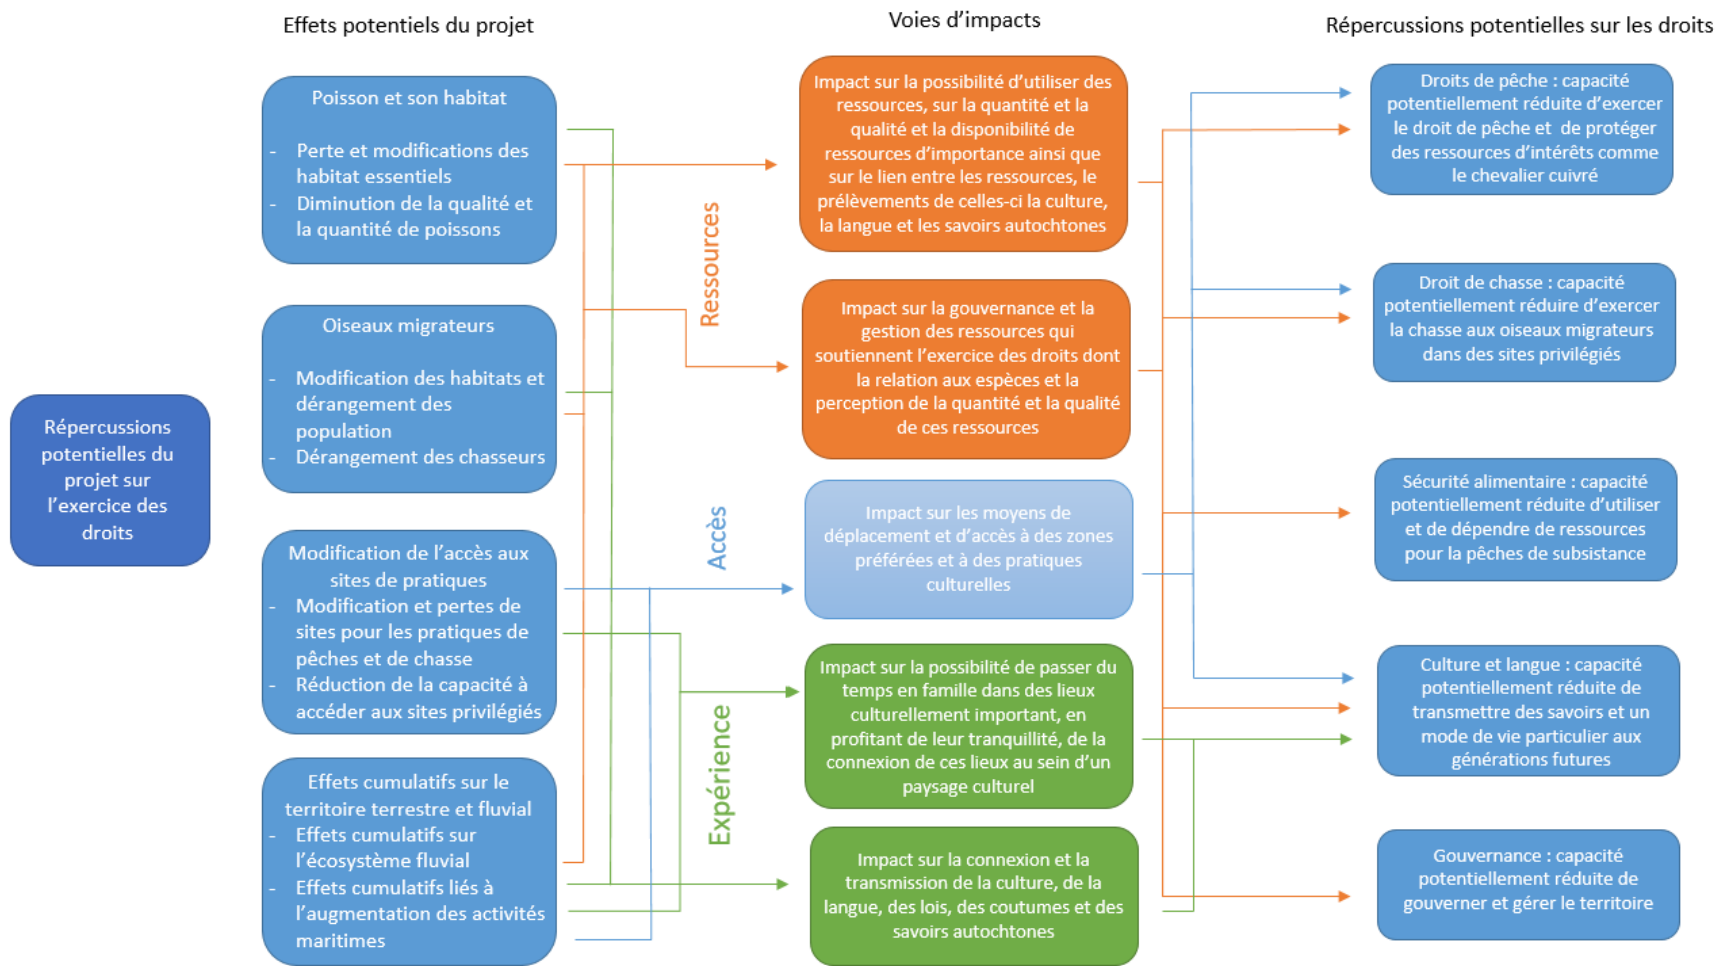 Effets potentiels du projet
Voies d'impacts
Répercussions potentielles sur les droits
Répercussions
potentielles du
projet sur
l'exercice des
droits
Poisson et son habitat
- Perte et modifications des
habitat essentiels
- Diminution de la qualité et
la quantité de poissons
Oiseaux migrateurs
- Modification des habitats et
dérangement des
population
- Dérangement des chasseurs
Modification de l'accès aux
sites de pratiques
- Modification et pertes de
sites pour les pratiques de
pêches et de chasse
- Réduction de la capacité à
accéder aux sites privilégiés
Effets cumulatifs sur le
territoire terrestre et fluvial
- Effets cumulatifs sur
l'écosystème fluvial
- Effets cumulatifs liés à
l'augmentation des activités
maritimes
Ressources
Accès
Expérience
Impact sur la possibilité d'utiliser des
ressources, sur la quantité et la
qualité et la disponibilité de
ressources d'importance ainsi que
sur le lien entre les ressources, le
prélèvements de celles-ci la culture,
la langue et les savoirs autochtones
Impact sur la gouvernance et la
gestion des ressources qui
soutiennent l'exercice des droits dont
la relation aux espèces et la
perception de la quantité et la qualité
de ces ressources
Impact sur les moyens de
déplacement et d'accès à des zones
préférées et à des pratiques
culturelles
Impact sur la possibilité de passer du
temps en famille dans des lieux
culturellement important, en
profitant de leur tranquillité, de la
connexion de ces lieux au sein d'un
paysage culturel
Impact sur la connexion et la
transmission de la culture, de la
langue, des lois, des coutumes et des
savoirs autochtones
Droits de pêche : capacité
potentiellement réduite d'exercer
le droit de pêche et de protéger
des ressources d'intérêts comme
le chevalier cuivré
Droit de chasse : capacité
potentiellement réduire d'exercer
la chasse aux oiseaux migrateurs
dans des sites privilégiés
Sécurité alimentaire : capacité
potentiellement réduite d'utiliser
et de dépendre de ressources
pour la pêches de subsistance
Culture et langue : capacité
potentiellement réduite de
transmettre des savoirs et un
mode de vie particulier aux
générations futures
Gouvernance : capacité
potentiellement réduite de
gouverner et gérer le territoire